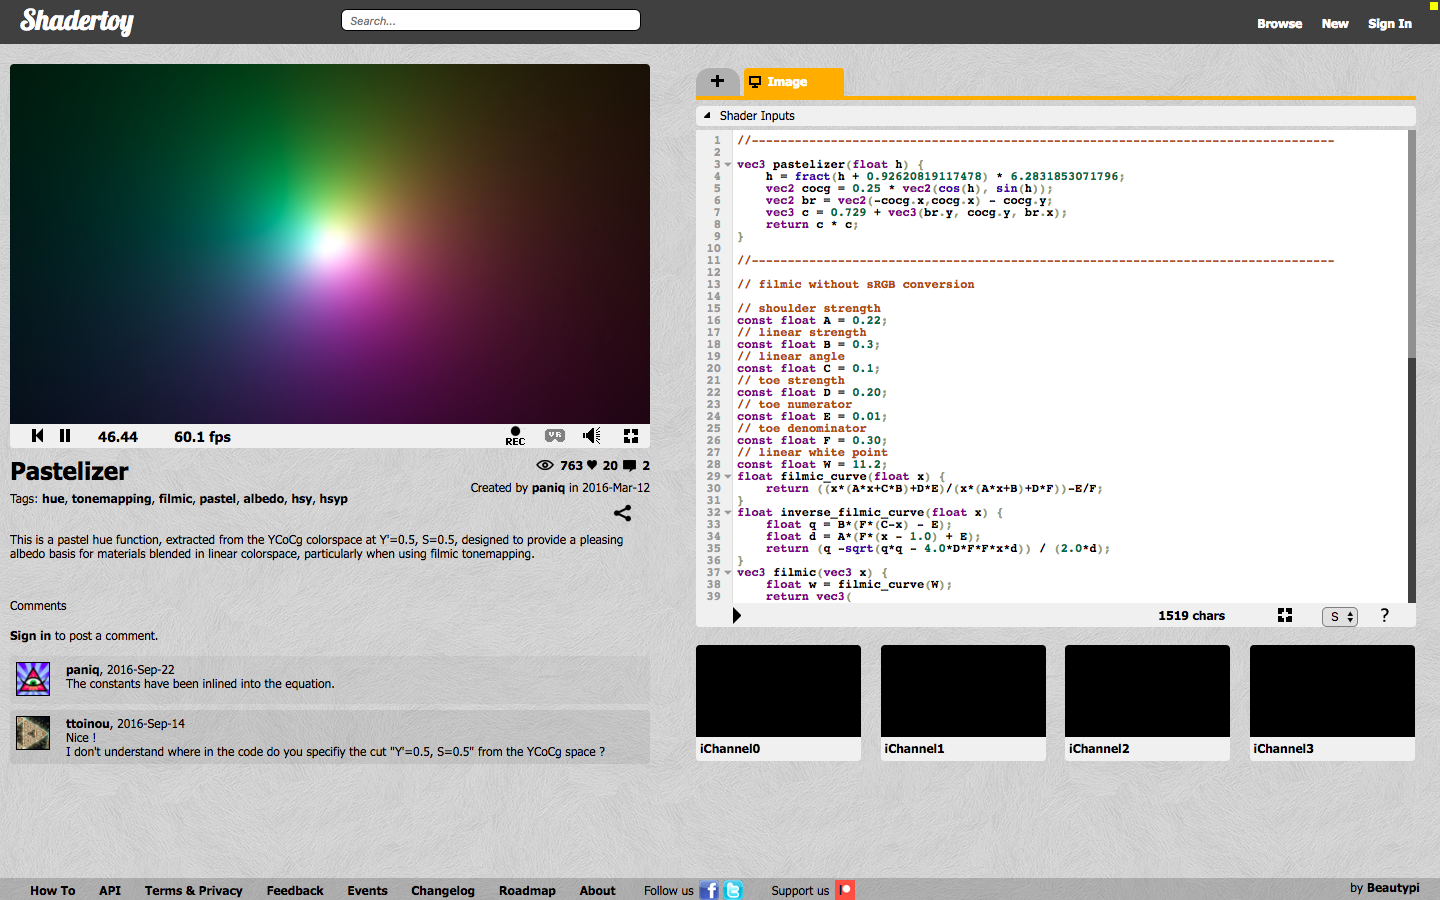 Shadertoy
Search...
Browse New Sign In
46.44 60.1 fps REC VR
Pastelizer
763 20 2
Tags: hue, tonemapping, filmic, pastel, albedo, hsy, hsyp
Created by paniq in 2016-Mar-12
This is a pastel hue function, extracted from the YCoCg colorspace at Y'=0.5, S=0.5, designed to provide a pleasing
albedo basis for materials blended in linear colorspace, particularly when using filmic tonemapping.
Comments
Sign in to post a comment.
paniq, 2016-Sep-22
The constants have been inlined into the equation.
ttoinou, 2016-Sep-14
Nice !
I don't understand where in the code do you specifiy the cut "Y'=0.5, S=0.5" from the YCoCg space ?
+ Image
Shader Inputs
1 //---------------------------------------------------------------------------------
2
3 vec3 pastelizer(float h) {
4 h = fract(h + 0.92620819117478) * 6.2831853071796;
5 vec2 cocg = 0.25 * vec2(cos(h), sin(h));
6 vec2 br = vec2(-cocg.x,cocg.x) - cocg.y;
7 vec3 c = 0.729 + vec3(br.y, cocg.y, br.x);
8 return c * c;
9 }
10
11 //---------------------------------------------------------------------------------
12
13 // filmic without sRGB conversion
14
15 // shoulder strength
16 const float A = 0.22;
17 // linear strength
18 const float B = 0.3;
19 // linear angle
20 const float C = 0.1;
21 // toe strength
22 const float D = 0.20;
23 // toe numerator
24 const float E = 0.01;
25 // toe denominator
26 const float F = 0.30;
27 // linear white point
28 const float W = 11.2;
29 float filmic_curve(float x) {
30 return ((x*(A*x+C*B)+D*E)/(x*(A*x+B)+D*F))-E/F;
31 }
32 float inverse_filmic_curve(float x) {
33 float q = B*(F*(C-x) - E);
34 float d = A*(F*(x - 1.0) + E);
35 return (q -sqrt(q*q - 4.0*D*F*F*x*d)) / (2.0*d);
36 }
37 vec3 filmic(vec3 x) {
38 float w = filmic_curve(W);
39 return vec3(
1519 chars S ?
iChannel0 iChannel1 iChannel2 iChannel3
How To API Terms & Privacy Feedback Events Changelog Roadmap About Follow us Support us by Beautypi